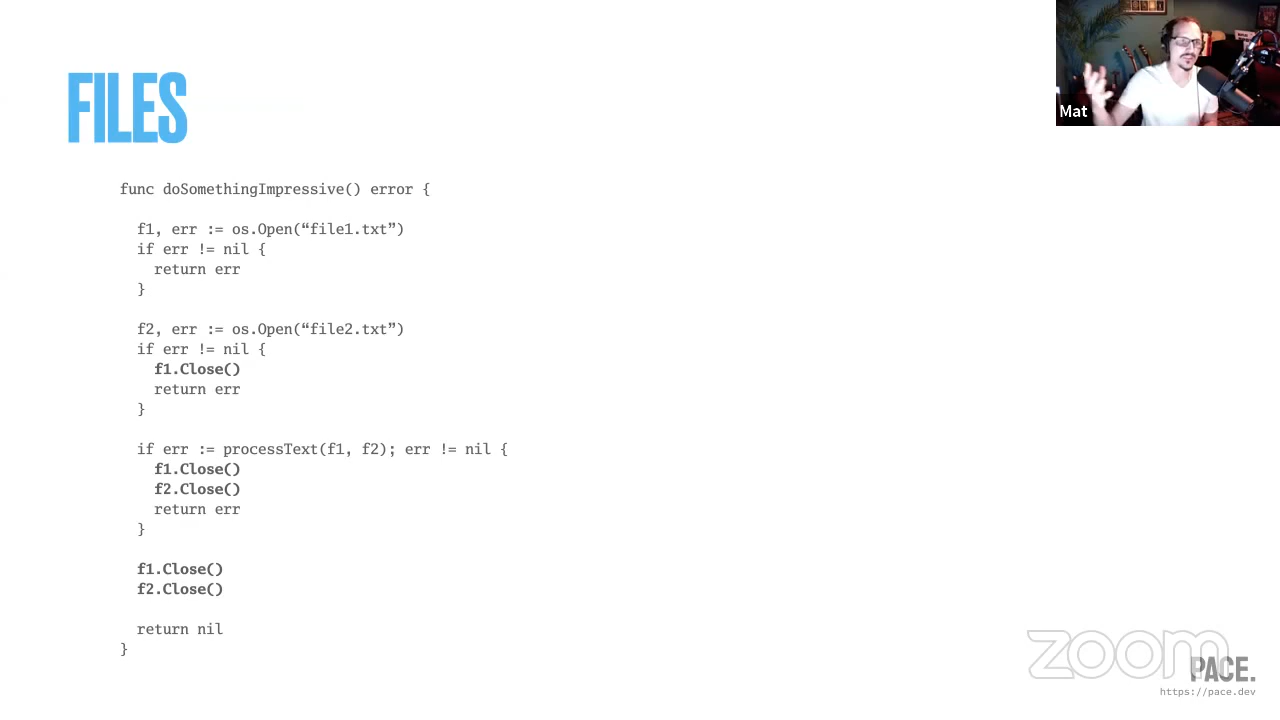 FILES
Mat
func doSomethingImpressive() error {
f1, err := os.Open(“file1.txt”)
if err != nil {
return err
}
f2, err := os.Open(“file2.txt”)
if err != nil {
f1.Close()
return err
}
if err := processText(f1, f2); err != nil {
f1.Close()
f2.Close()
return err
}
f1.Close()
f2.Close()
return nil
}
zoom
PACE.
https://pace.dev